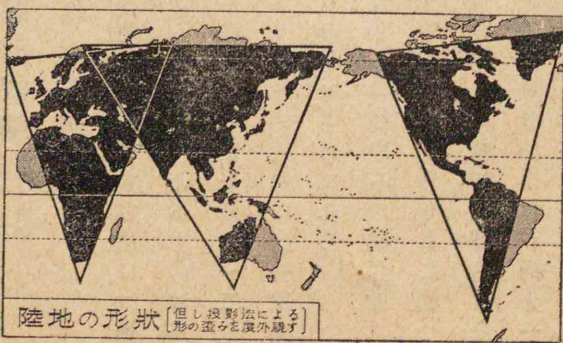 陸地の形狀
但し投影法による
形の歪みを度外視す